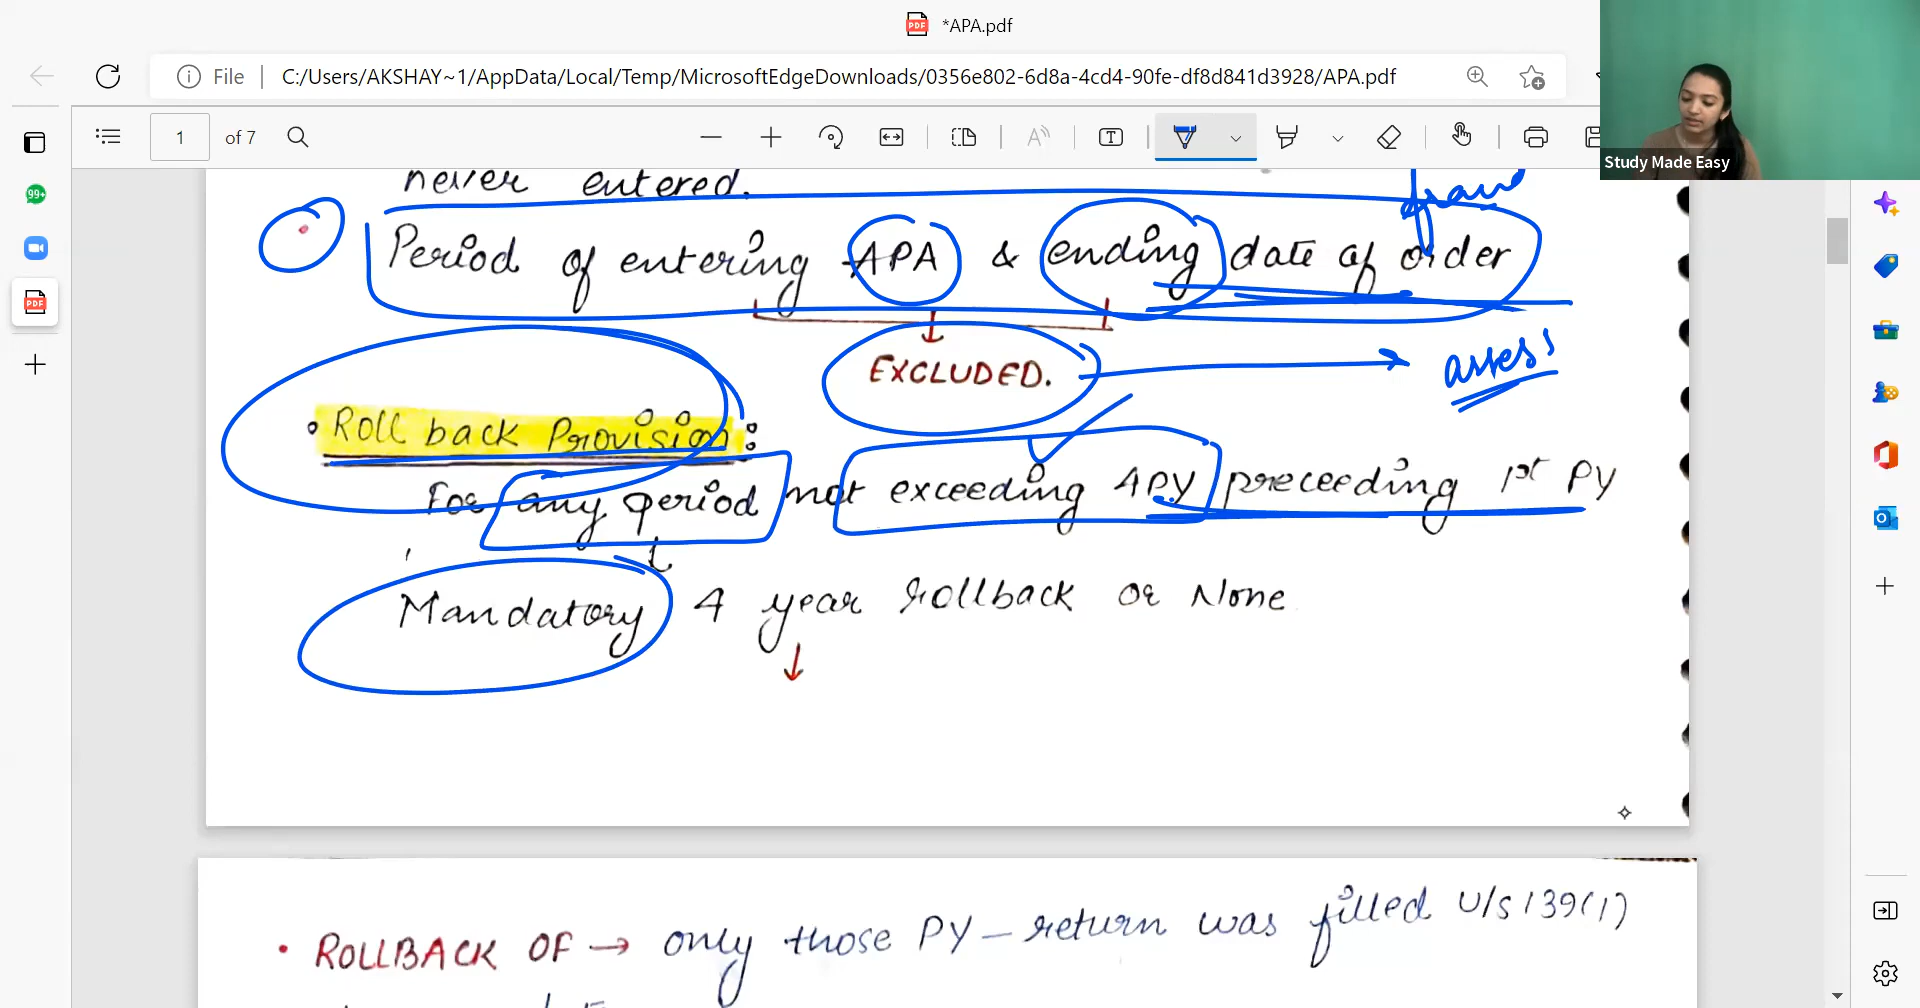 *APA.pdf
File
C:/Users/AKSHAY~1/AppData/Local/Temp/MicrosoftEdgeDownloads/0356e802-6d8a-4cd4-90fe-df8d841d3928/APA.pdf
1 of 7
Study Made Easy
99+
never entered.
fraud
Period of entering APA & ending date of order
EXCLUDED.
assess
• Roll back Provision:
For any period not exceeding 4PY preceeding 1st PY
Mandatory 4 year rollback or None
• ROLLBACK OF → only those PY - return was filled U/s 139(1)